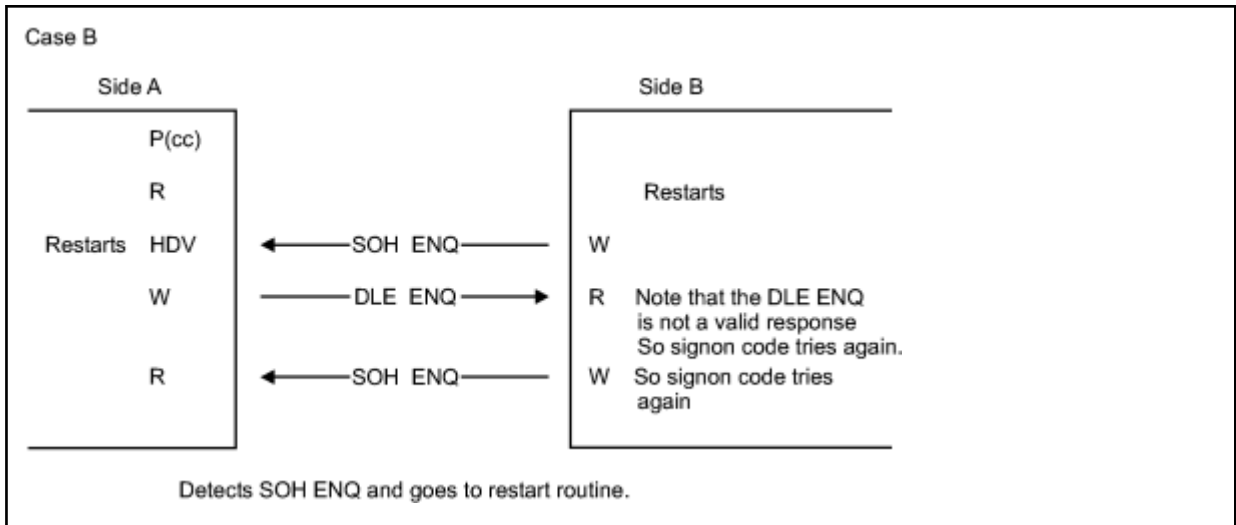 Case B
Side A
Side B
P(cc)
R
Restarts
Restarts HDV
SOH ENQ
W
W
DLE ENQ
R
Note that the DLE ENQ
is not a valid response
So signon code tries again.
R
SOH ENQ
W
So signon code tries
again
Detects SOH ENQ and goes to restart routine.